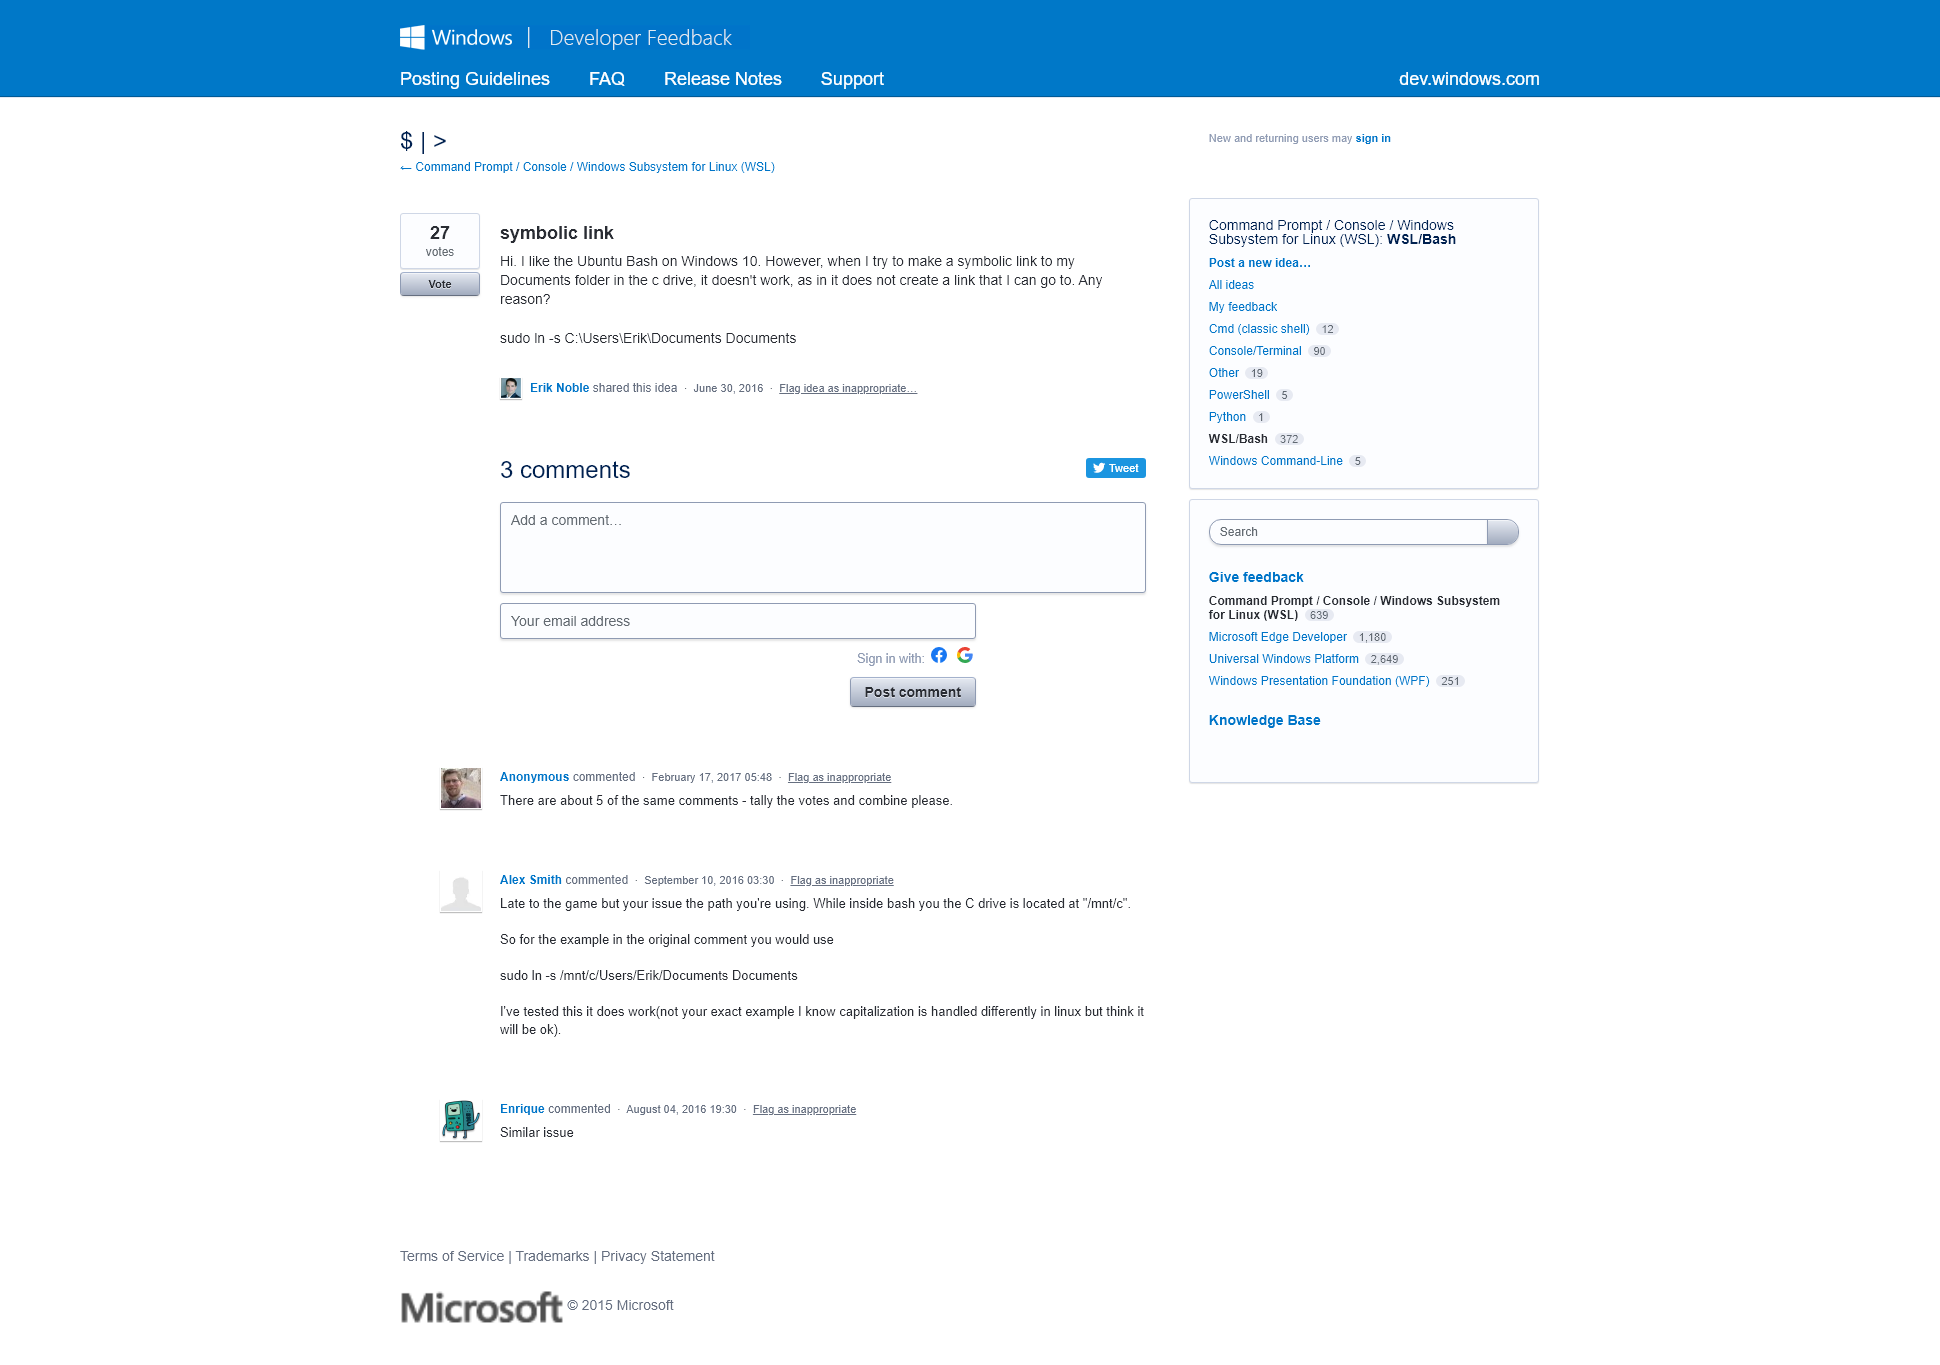 Windows | Developer Feedback
Posting Guidelines FAQ Release Notes Support dev.windows.com
$ | >
← Command Prompt / Console / Windows Subsystem for Linux (WSL)
New and returning users may sign in
27
votes
Vote
symbolic link
Hi. I like the Ubuntu Bash on Windows 10. However, when I try to make a symbolic link to my
Documents folder in the c drive, it doesn't work, as in it does not create a link that I can go to. Any
reason?
sudo ln -s C:\Users\Erik\Documents Documents
Erik Noble shared this idea · June 30, 2016 · Flag idea as inappropriate…
3 comments
Tweet
Add a comment…
Your email address
Sign in with:
Post comment
Anonymous commented · February 17, 2017 05:48 · Flag as inappropriate
There are about 5 of the same comments - tally the votes and combine please.
Alex Smith commented · September 10, 2016 03:30 · Flag as inappropriate
Late to the game but your issue the path you're using. While inside bash you the C drive is located at "/mnt/c".
So for the example in the original comment you would use
sudo ln -s /mnt/c/Users/Erik/Documents Documents
I've tested this it does work(not your exact example I know capitalization is handled differently in linux but think it
will be ok).
Enrique commented · August 04, 2016 19:30 · Flag as inappropriate
Similar issue
Command Prompt / Console / Windows
Subsystem for Linux (WSL): WSL/Bash
Post a new idea…
All ideas
My feedback
Cmd (classic shell) 12
Console/Terminal 90
Other 19
PowerShell 5
Python 1
WSL/Bash 372
Windows Command-Line 5
Search
Give feedback
Command Prompt / Console / Windows Subsystem
for Linux (WSL) 639
Microsoft Edge Developer 1,180
Universal Windows Platform 2,649
Windows Presentation Foundation (WPF) 251
Knowledge Base
Terms of Service | Trademarks | Privacy Statement
Microsoft © 2015 Microsoft